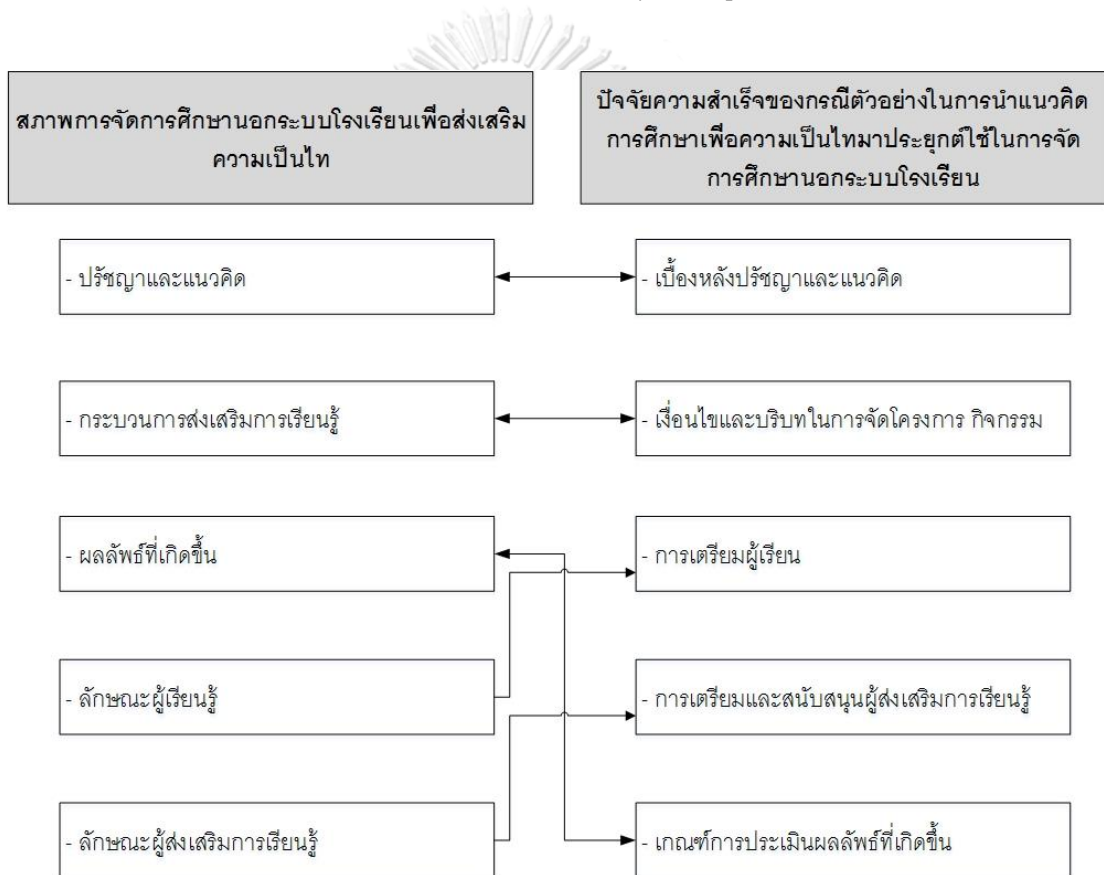 สภาพการจัดการศึกษานอกระบบโรงเรียนเพื่อส่งเสริม
ความเป็นไท
ปัจจัยความสำเร็จของกรณีตัวอย่างในการนำแนวคิด
การศึกษาเพื่อความเป็นไทมาประยุกต์ใช้ในการจัด
การศึกษานอกระบบโรงเรียน
- ปรัชญาและแนวคิด
- เบื้องหลังปรัชญาและแนวคิด
- กระบวนการส่งเสริมการเรียนรู้
- เงื่อนไขและบริบทในการจัดโครงการ กิจกรรม
- ผลลัพธ์ที่เกิดขึ้น
- การเตรียมผู้เรียน
- ลักษณะผู้เรียนรู้
- การเตรียมและสนับสนุนผู้ส่งเสริมการเรียนรู้
- ลักษณะผู้ส่งเสริมการเรียนรู้
- เกณฑ์การประเมินผลลัพธ์ที่เกิดขึ้น